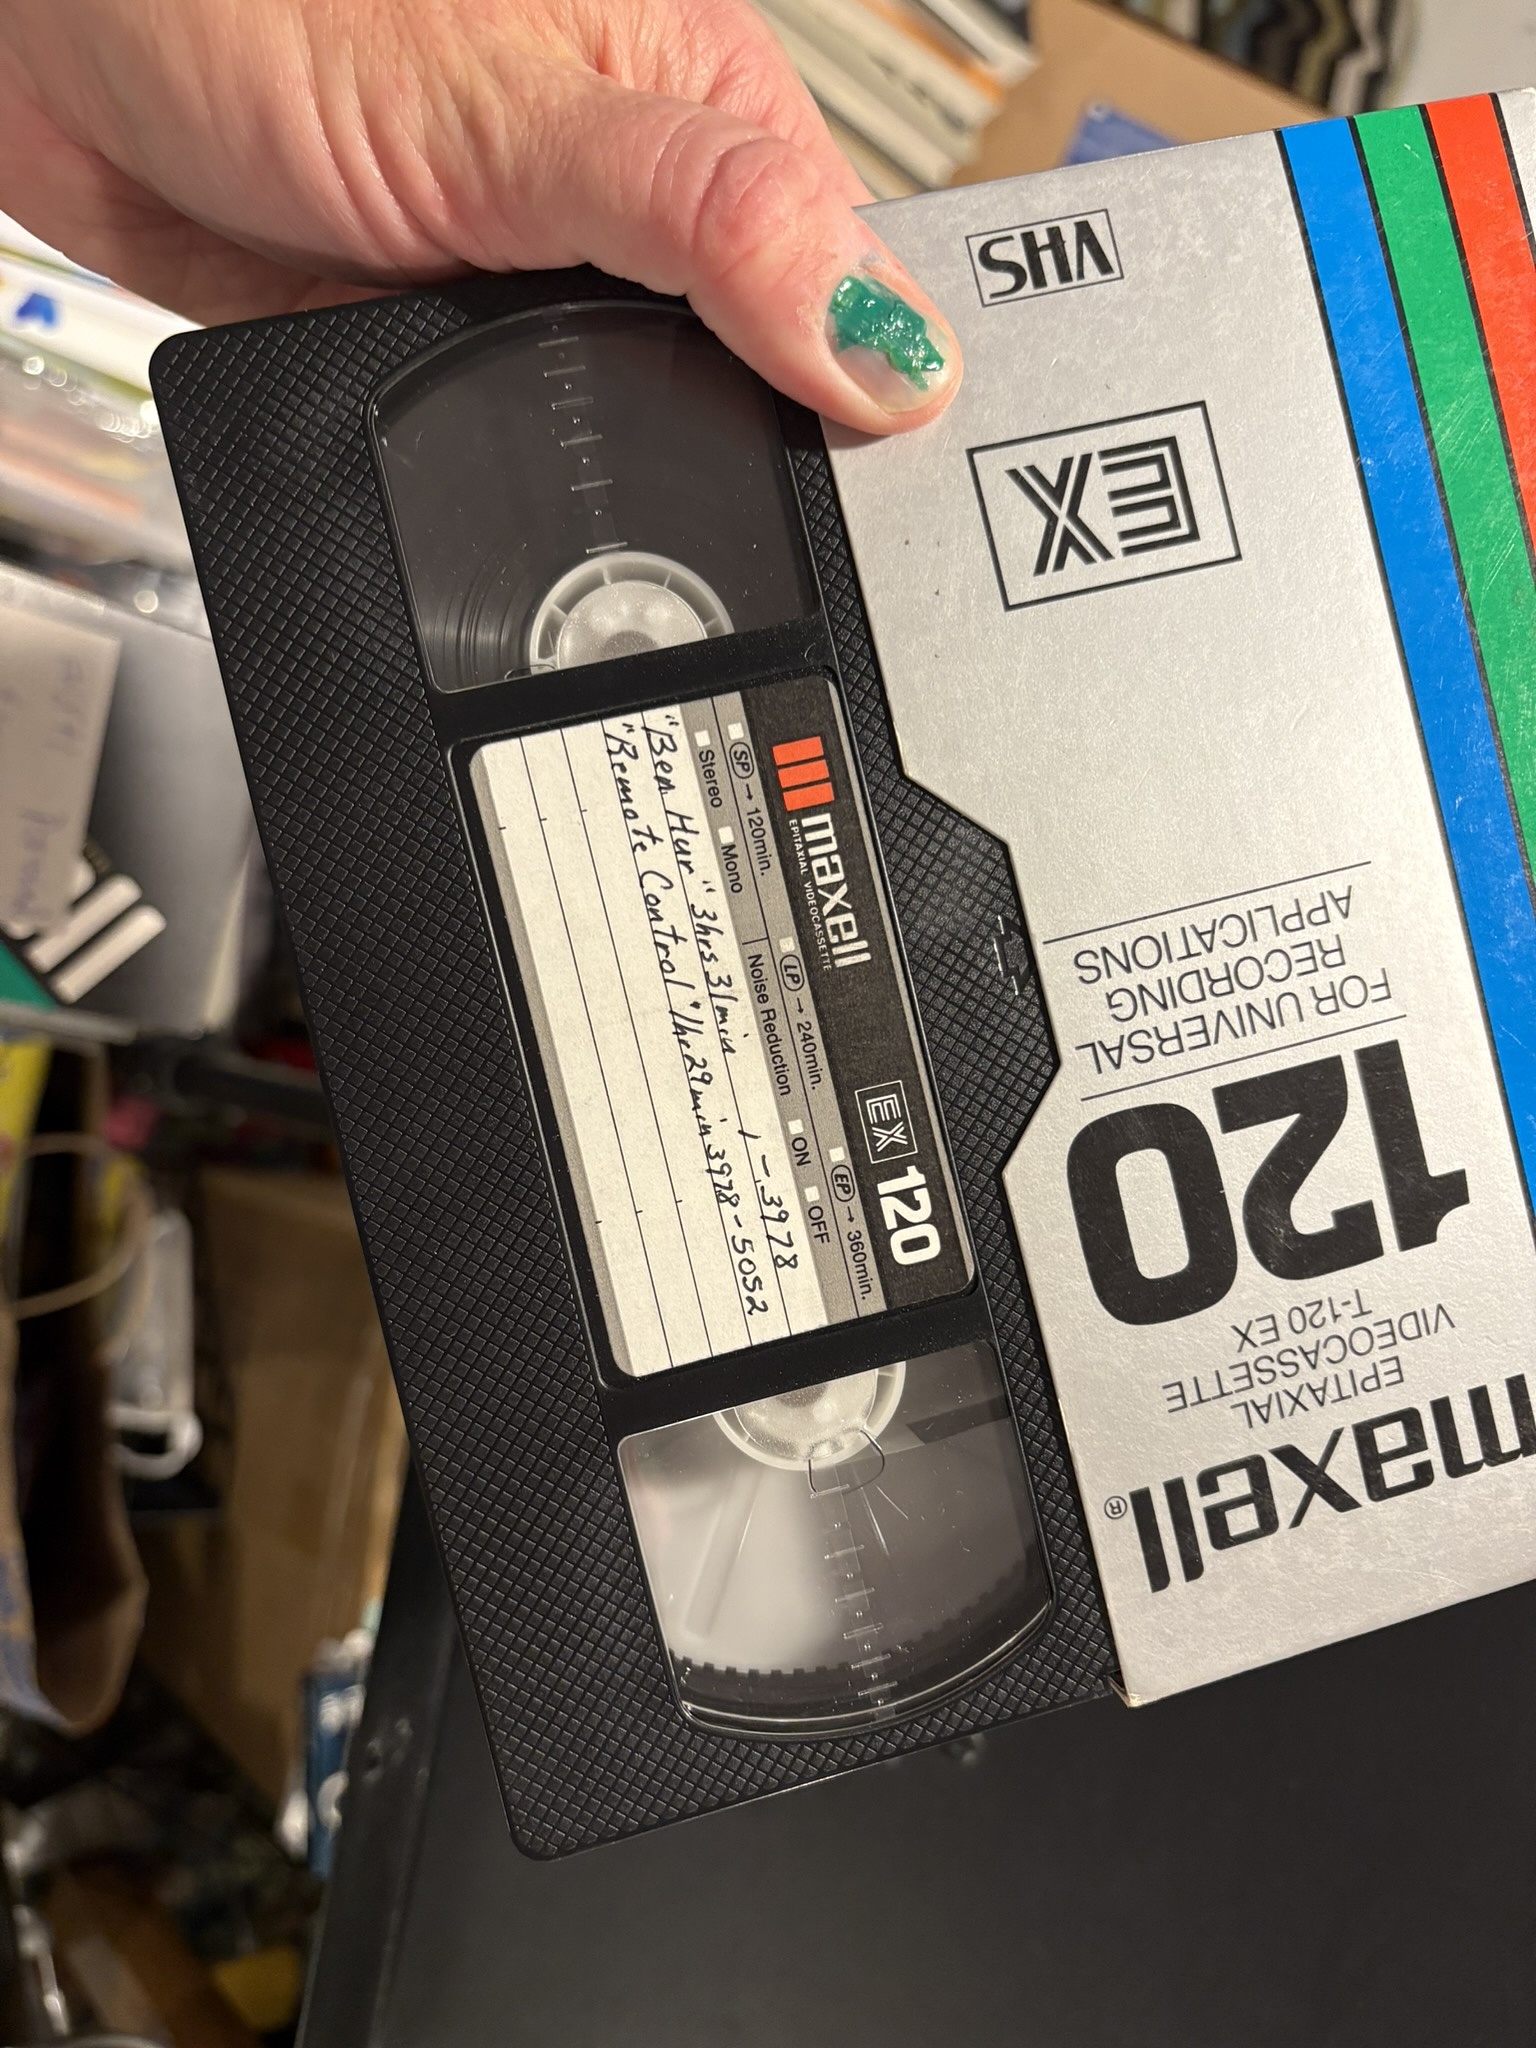 maxell
EPITAXIAL VIDEOCASSETTE
EX 120
SP → 120min. LP → 240min. EP → 360min.
Stereo Mono Noise Reduction ON OFF
"Ben Hur" 3hrs 31min 1 - 3978
"Remote Control" 1hr 29min 3978 - 5052
maxell®
EPITAXIAL
VIDEOCASSETTE
T-120 EX
120
FOR UNIVERSAL
RECORDING
APPLICATIONS
EX
VHS